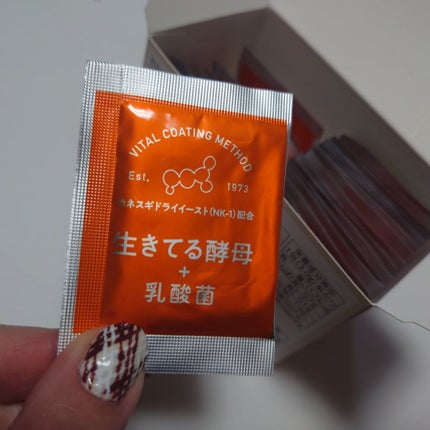 VITAL COATING METHOD
Est. 1973
カネスギドライイースト(NK-1)配合
生きてる酵母
+
乳酸菌